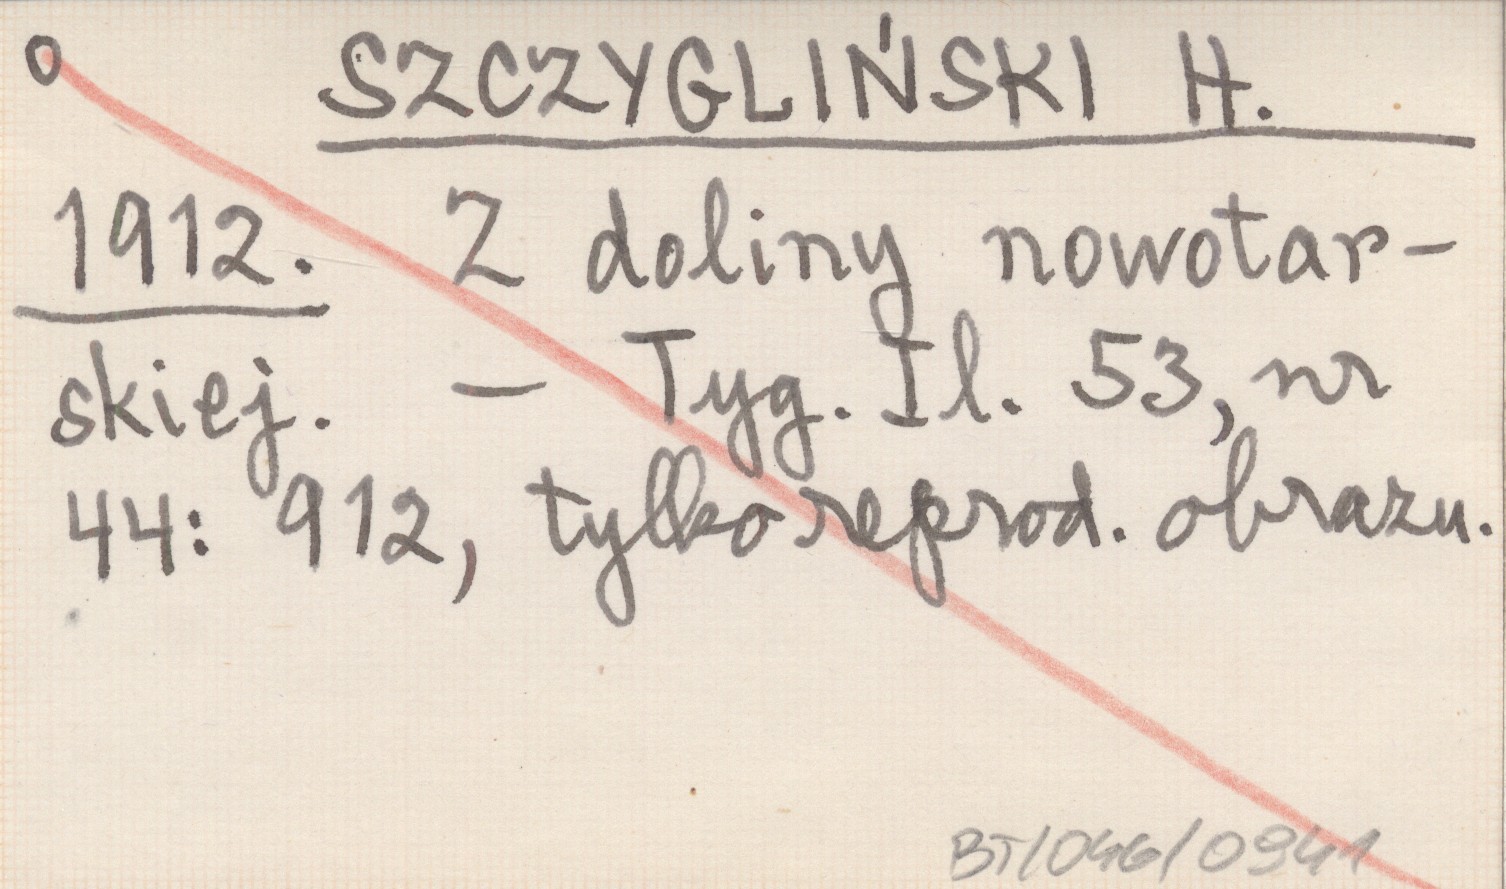 o SZCZYGLIŃSKI H.
1912. Z doliny nowotar-
skiej. – Tyg. Il. 53, nr
44: 912, tylko reprod. obrazu.
BT/046/0941